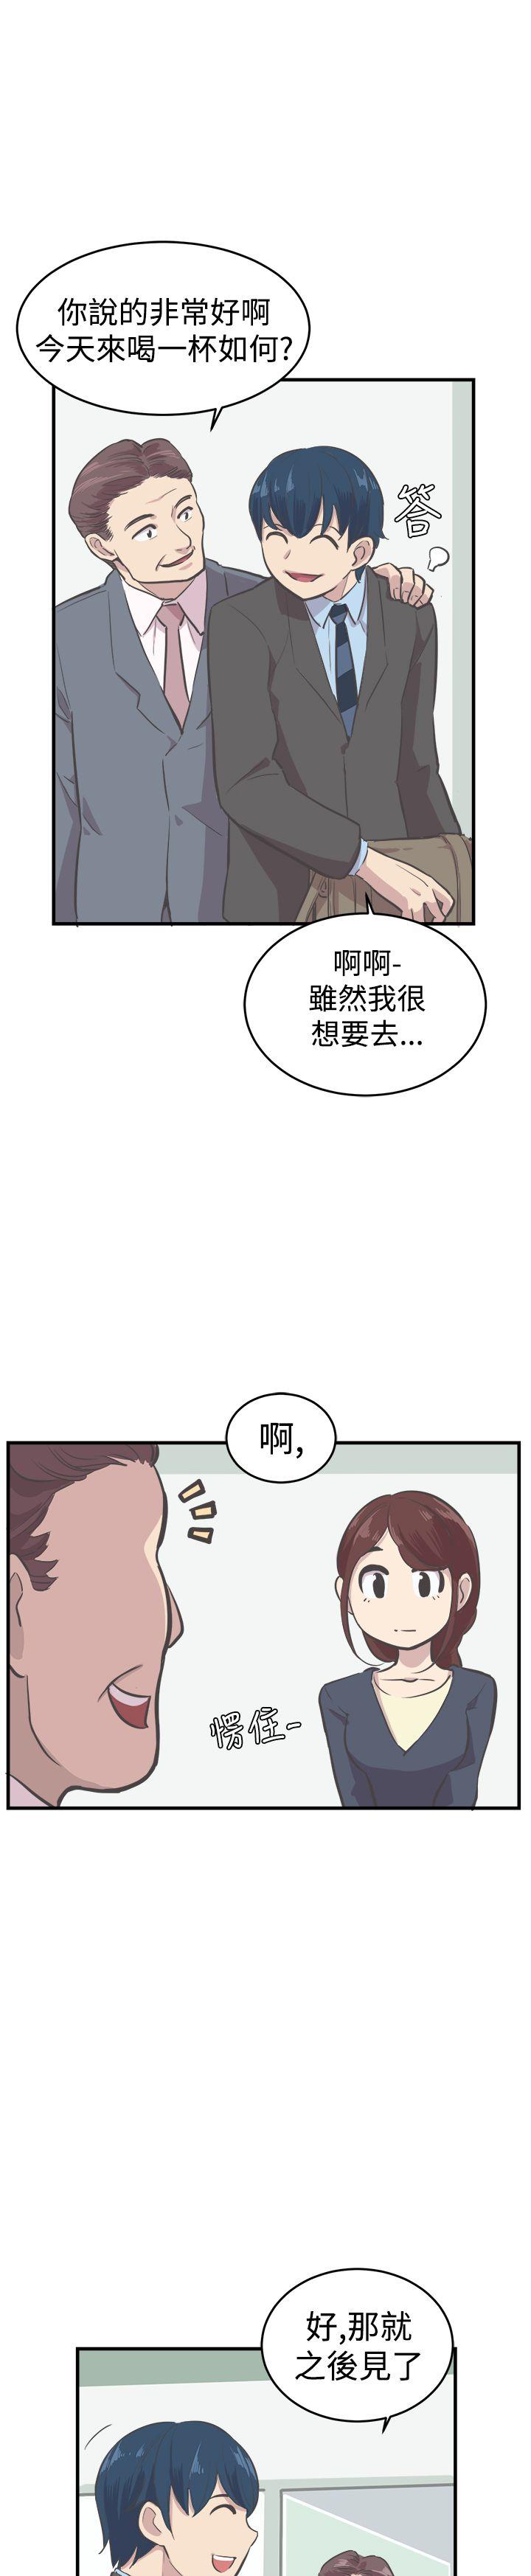 你說的非常好啊
今天來喝一杯如何?
答
啊啊-
雖然我很
想要去...
啊,
愣住-
好,那就
之後見了